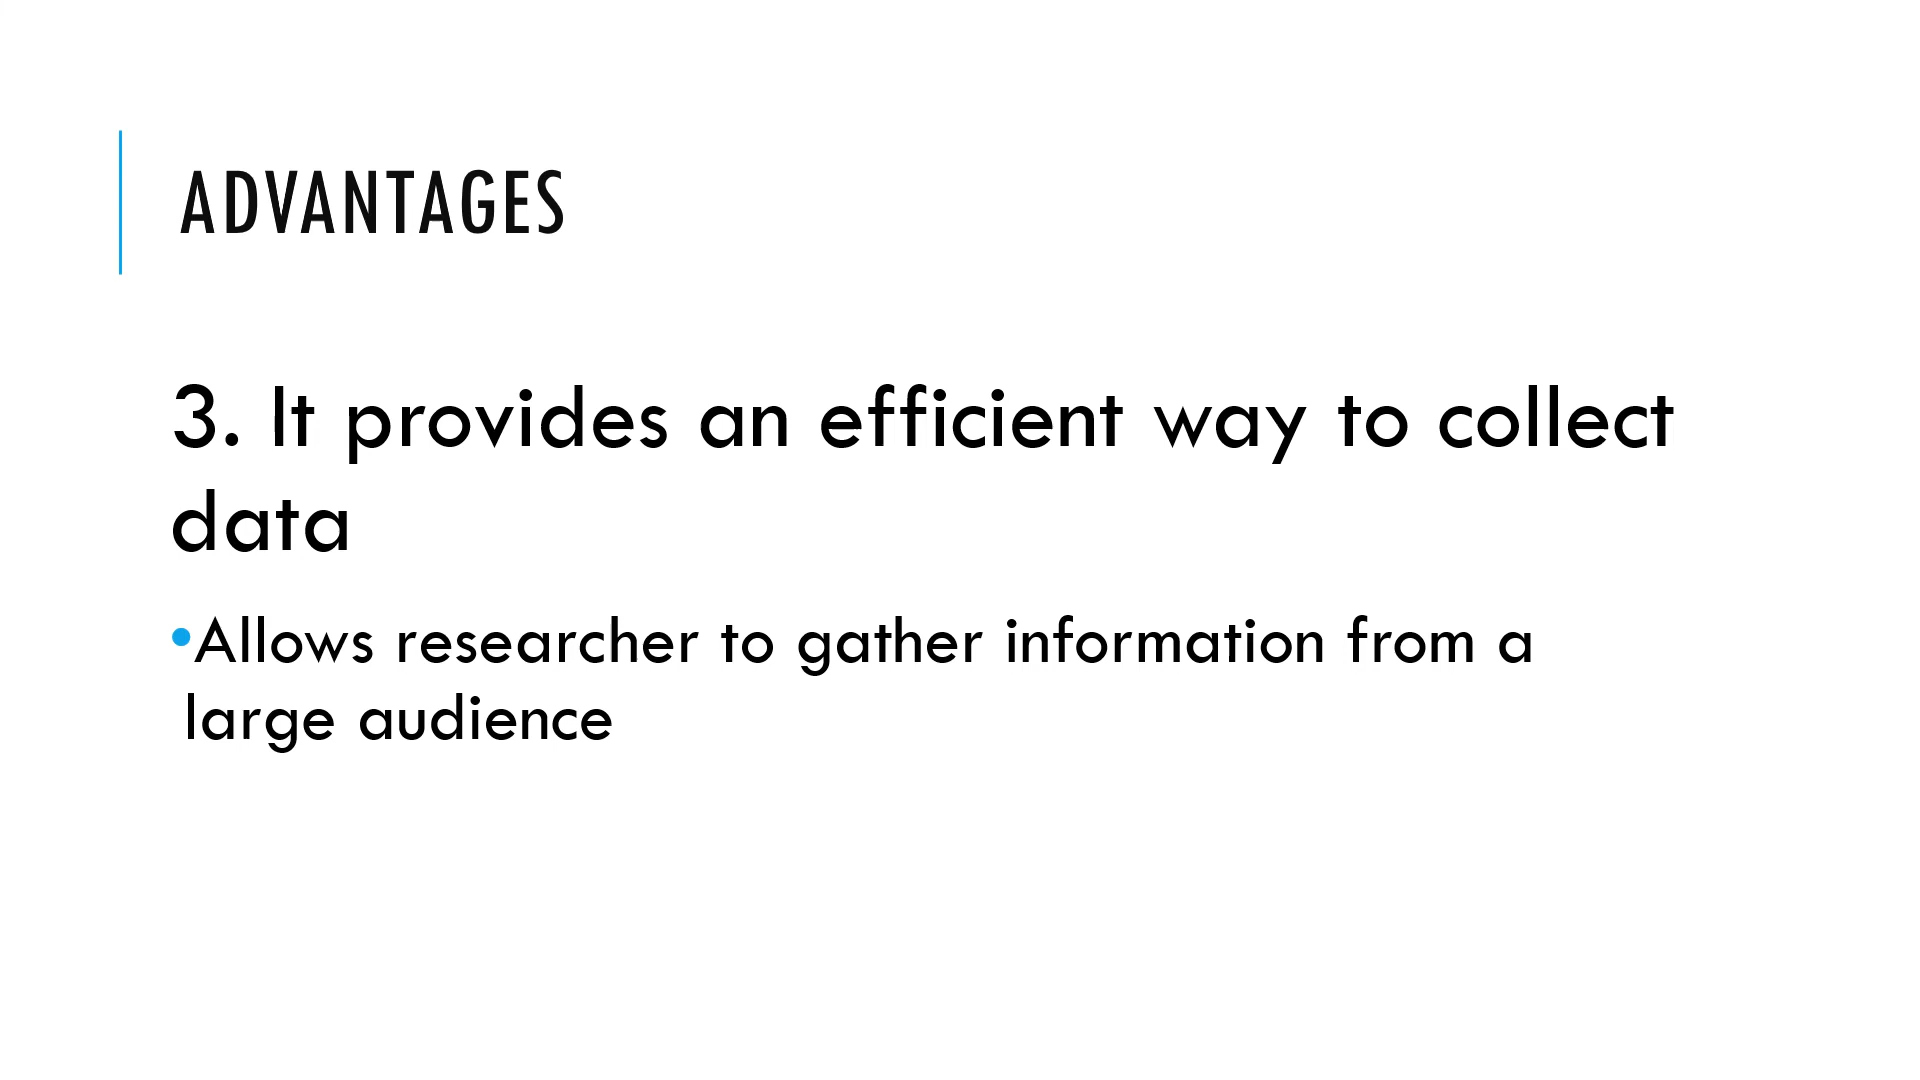 ADVANTAGES
3. It provides an efficient way to collect
data
•Allows researcher to gather information from a
large audience